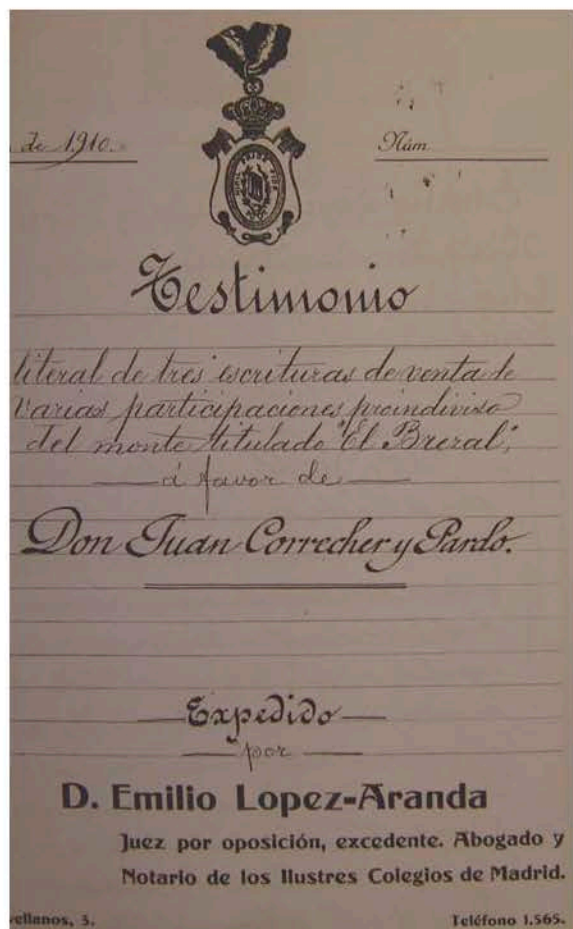 de 1910.
Núm
Testimonio
literal de tres escrituras de venta de
varias participaciones proindiviso
del monte titulado "El Brezal",
á favor de
Don Juan Correcher y Pardo.
Expedido
por
D. Emilio Lopez-Aranda
Juez por oposición, excedente. Abogado y
Notario de los Ilustres Colegios de Madrid.
vellanos, 3.
Teléfono 1.565.